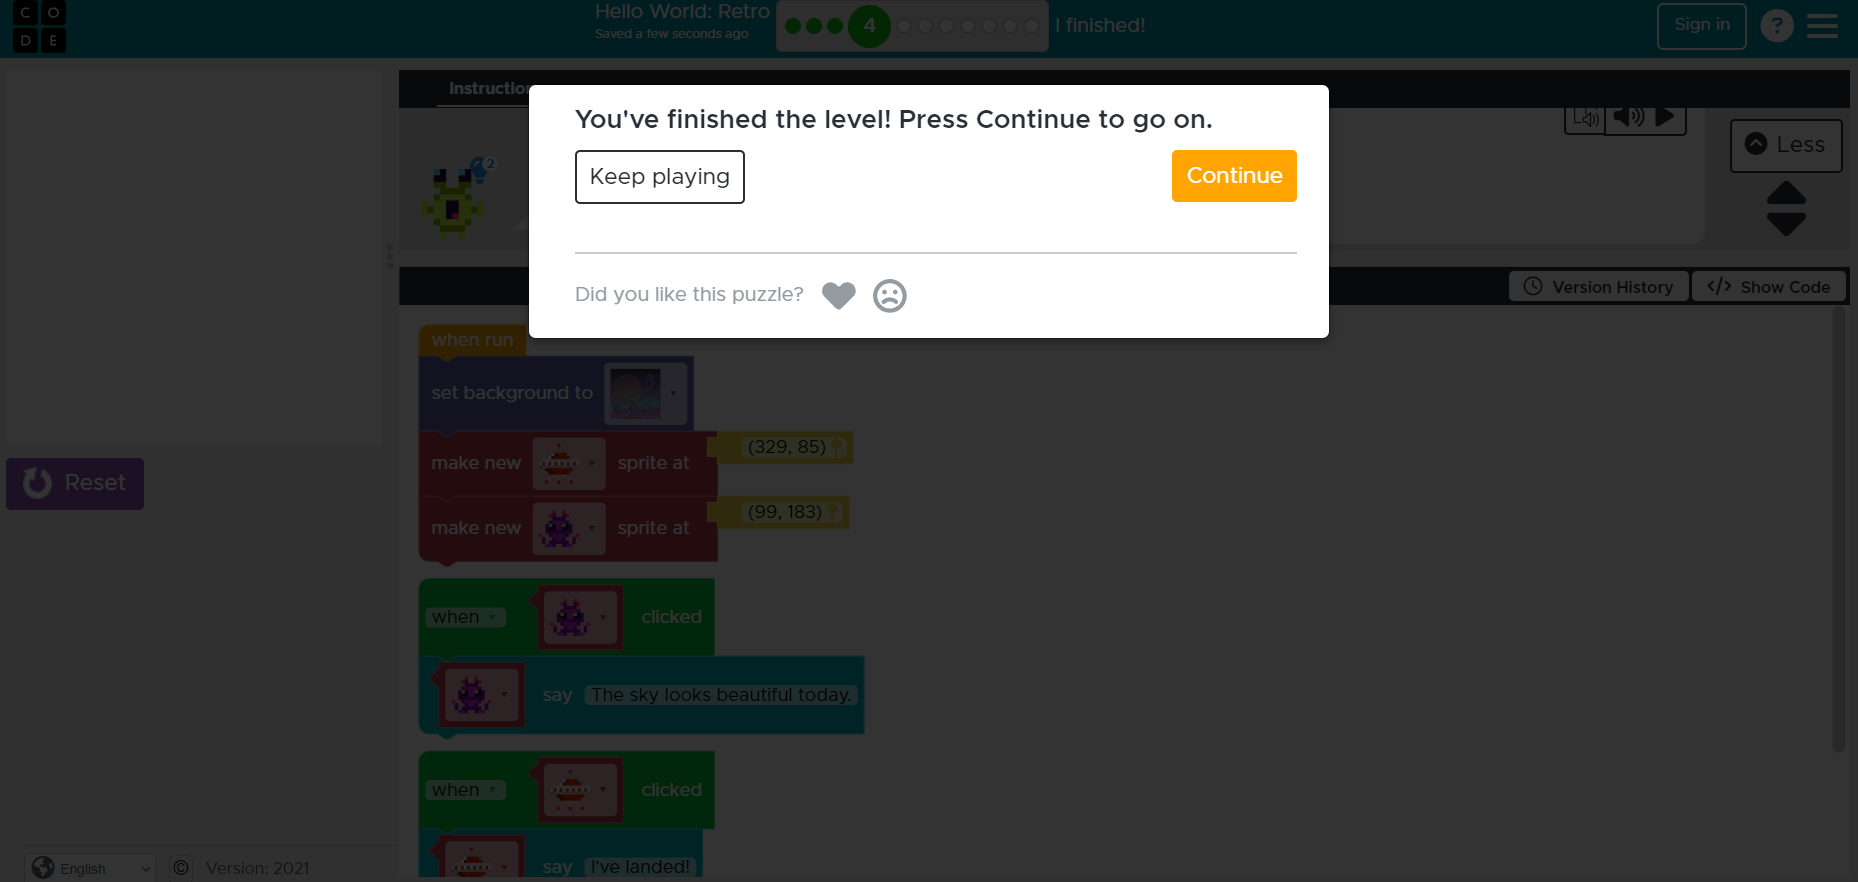 C O
D E
Hello World: Retro
Saved a few seconds ago
4
I finished!
Sign in
?
You've finished the level! Press Continue to go on.
Keep playing
Continue
Did you like this puzzle?
2
Less
Version History
</> Show Code
when run
set background to
make new sprite at (329, 85)
make new sprite at (99, 183)
when clicked
say The sky looks beautiful today.
when clicked
say I've landed!
Reset
English
© Version: 2021